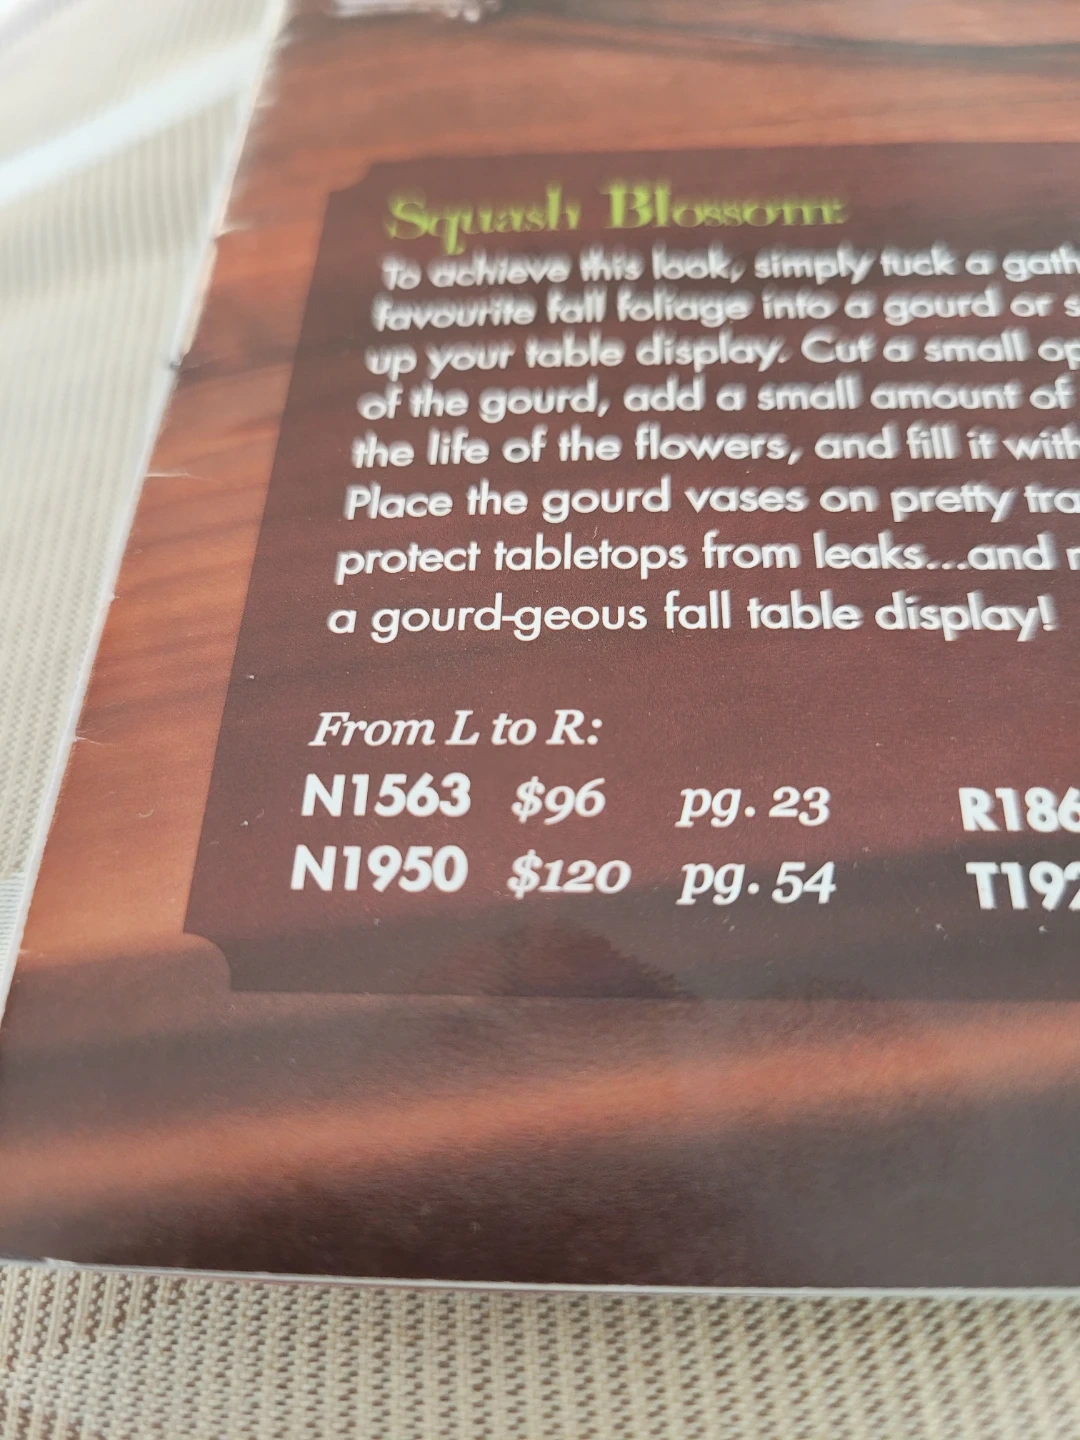 Squash Blossom:
To achieve this look, simply tuck a
favourite fall foliage into a gourd or
up your table display. Cut a small
of the gourd, add a small amount of
the life of the flowers, and fill it with
Place the gourd vases on pretty
protect tabletops from leaks...and
a gourd-geous fall table display!
From L to R:
N1563 $96 pg. 23
N1950 $120 pg. 54